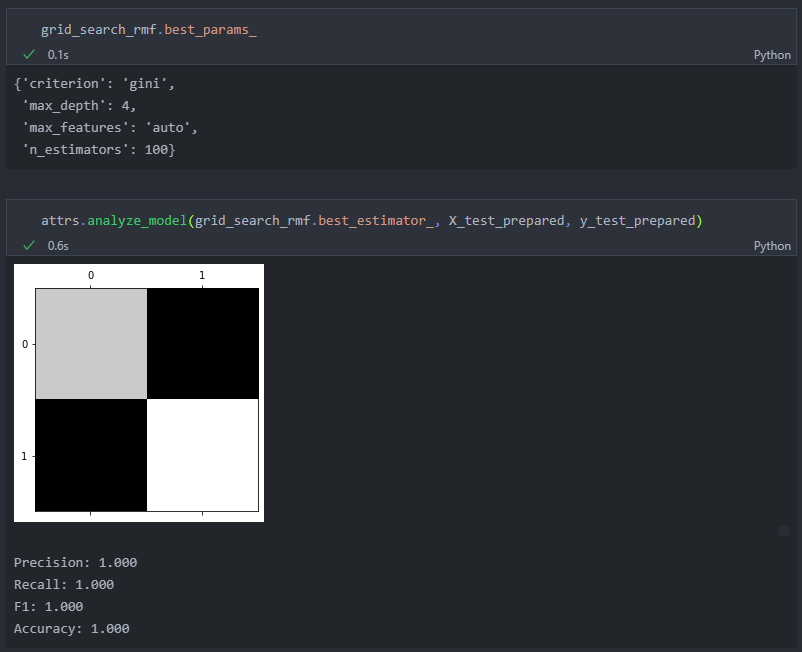 grid_search_rmf.best_params_
0.1s
Python
{'criterion': 'gini',
 'max_depth': 4,
 'max_features': 'auto',
 'n_estimators': 100}
attrs.analyze_model(grid_search_rmf.best_estimator_, X_test_prepared, y_test_prepared)
0.6s
Python
0 1
0
1
Precision: 1.000
Recall: 1.000
F1: 1.000
Accuracy: 1.000